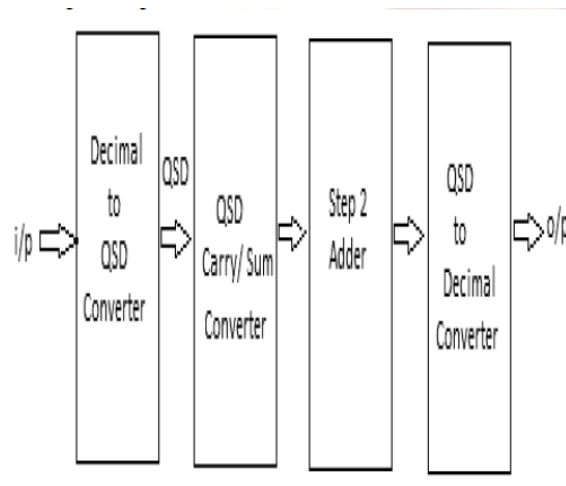 i/p
Decimal
to
QSD
Converter
QSD
QSD
Carry/ Sum
Converter
Step 2
Adder
QSD
to
Decimal
Converter
o/p